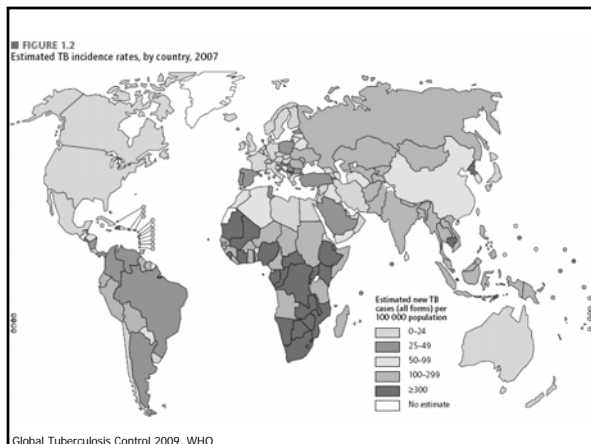 ■ FIGURE 1.2
Estimated TB incidence rates, by country, 2007
Estimated new TB
cases (all forms) per
100 000 population
0–24
25–49
50–99
100–299
≥300
No estimate
Global Tuberculosis Control 2009, WHO